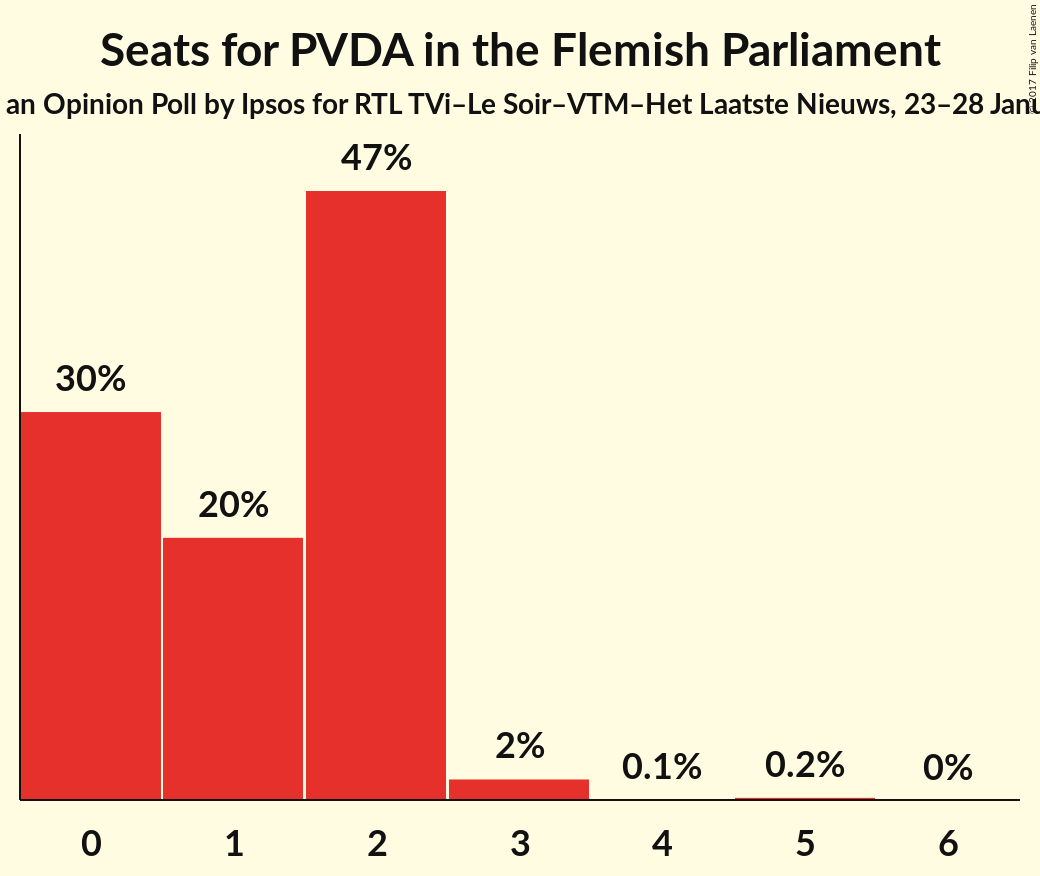 Seats for PVDA in the Flemish Parliament
an Opinion Poll by Ipsos for RTL TVi–Le Soir–VTM–Het Laatste Nieuws, 23–28 Janu
© 2017 Filip van Laenen
47%
30%
20%
2%
0.1%
0.2%
0%
0 1 2 3 4 5 6